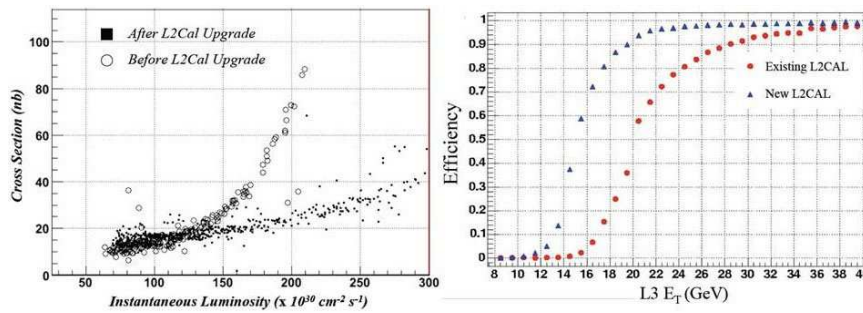 After L2Cal Upgrade
Before L2Cal Upgrade
Cross Section (nb)
100
80
60
40
20
0
50 100 150 200 250 300
Instantaneous Luminosity (x 10³⁰ cm⁻² s⁻¹)
1
0.9
0.8
0.7
0.6
0.5
0.4
0.3
0.2
0.1
0
Efficiency
Existing L2CAL
New L2CAL
8 10 12 14 16 18 20 22 24 26 28 30 32 34 36 38 4
L3 E_T (GeV)